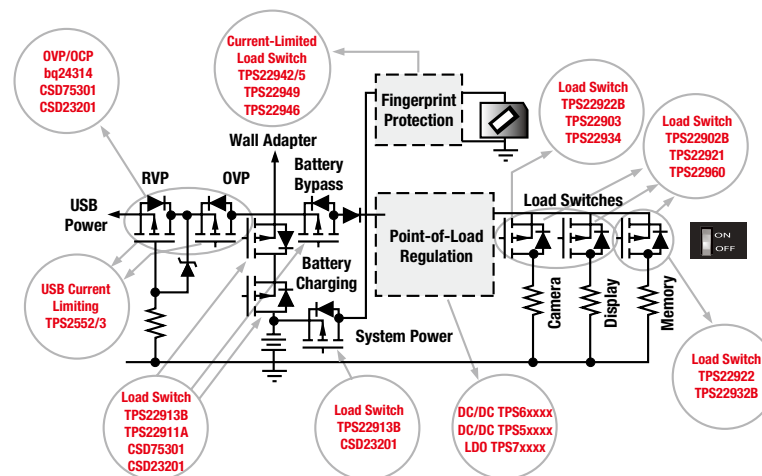 OVP/OCP
bq24314
CSD75301
CSD23201
Current-Limited
Load Switch
TPS22942/5
TPS22949
TPS22946
Fingerprint
Protection
Load Switch
TPS22922B
TPS22903
TPS22934
Load Switch
TPS22902B
TPS22921
TPS22960
Wall Adapter
RVP
OVP
Battery
Bypass
USB
Power
Load Switches
ON
OFF
Point-of-Load
Regulation
Battery
Charging
USB Current
Limiting
TPS2552/3
System Power
Camera
Display
Memory
Load Switch
TPS22913B
TPS22911A
CSD75301
CSD23201
Load Switch
TPS22913B
CSD23201
DC/DC TPS6xxxx
DC/DC TPS5xxxx
LDO TPS7xxxx
Load Switch
TPS22922
TPS22932B